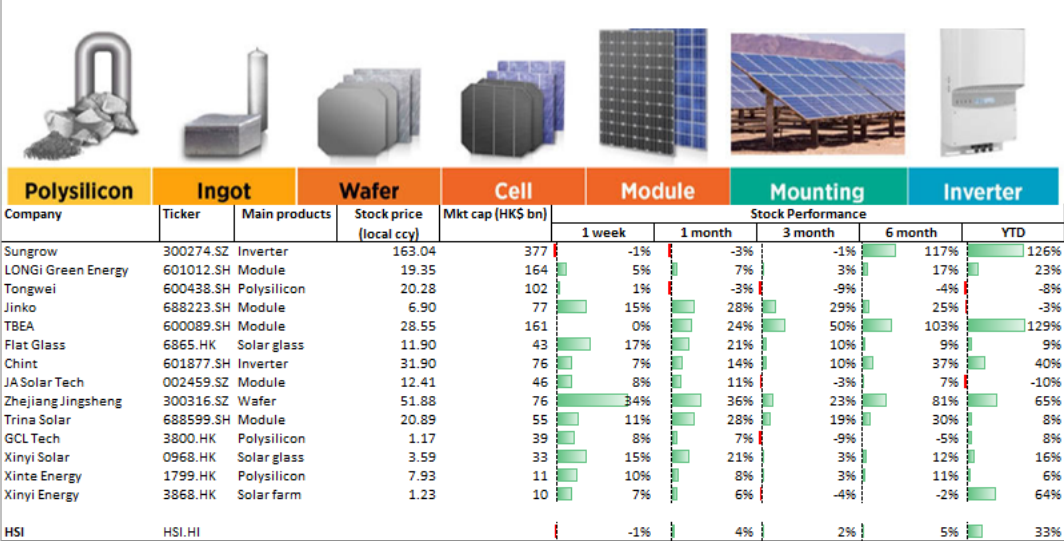 Polysilicon Ingot Wafer Cell Module Mounting Inverter
Company Ticker Main products Stock price Mkt cap (HK$ bn) Stock Performance
(local ccy) 1 week 1 month 3 month 6 month YTD
Sungrow 300274.SZ Inverter 163.04 377 -1% -3% -1% 117% 126%
LONGi Green Energy 601012.SH Module 19.35 164 5% 7% 3% 17% 23%
Tongwei 600438.SH Polysilicon 20.28 102 1% -3% -9% -4% -8%
Jinko 688223.SH Module 6.90 77 15% 28% 29% 25% -3%
TBEA 600089.SH Module 28.55 161 0% 24% 50% 103% 129%
Flat Glass 6865.HK Solar glass 11.90 43 17% 21% 10% 9% 9%
Chint 601877.SH Inverter 31.90 76 7% 14% 10% 37% 40%
JA Solar Tech 002459.SZ Module 12.41 46 8% 11% -3% 7% -10%
Zhejiang Jingsheng 300316.SZ Wafer 51.88 76 34% 36% 23% 81% 65%
Trina Solar 688599.SH Module 20.89 55 11% 28% 19% 30% 8%
GCL Tech 3800.HK Polysilicon 1.17 39 8% 7% -9% -5% 8%
Xinyi Solar 0968.HK Solar glass 3.59 33 15% 21% 3% 12% 16%
Xinte Energy 1799.HK Polysilicon 7.93 11 10% 8% 3% 11% 6%
Xinyi Energy 3868.HK Solar farm 1.23 10 7% 6% -4% -2% 64%
HSI HSI.HI -1% 4% 2% 5% 33%